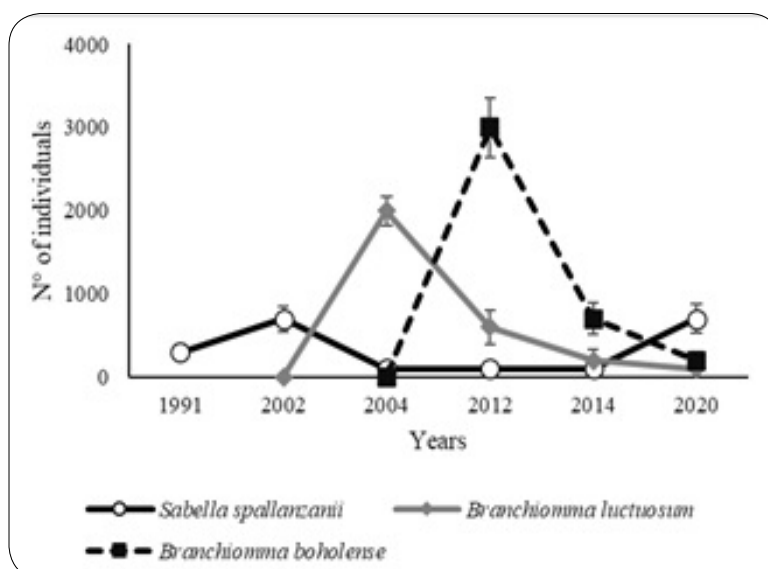 4000
3000
2000
1000
0
N° of individuals
1991 2002 2004 2012 2014 2020
Years
Sabella spallanzanii Branchiomma luctuosum
Branchiomma boholense